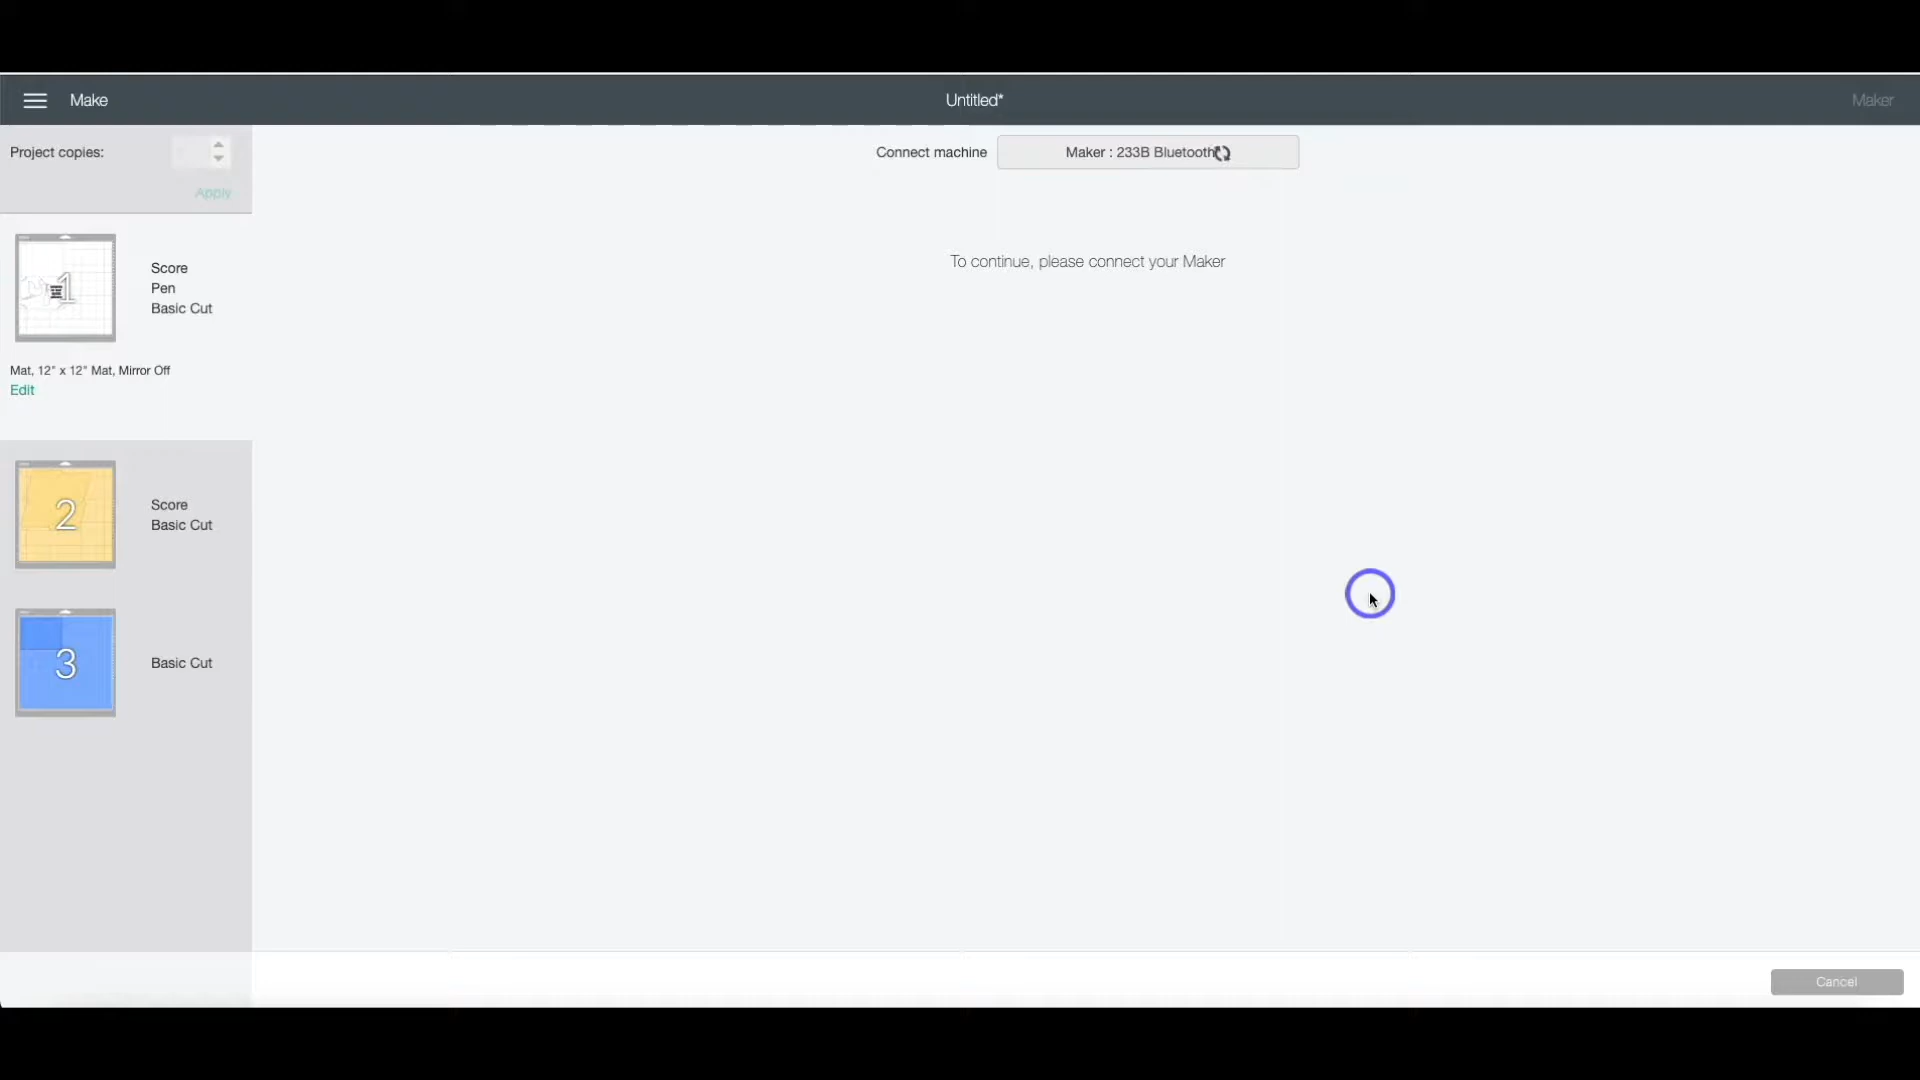 Make
Untitled*
Maker
Project copies:
Connect machine
Maker : 233B Bluetooth
Apply
To continue, please connect your Maker
1
Score
Pen
Basic Cut
Mat, 12" x 12" Mat, Mirror Off
Edit
2
Score
Basic Cut
3
Basic Cut
Cancel